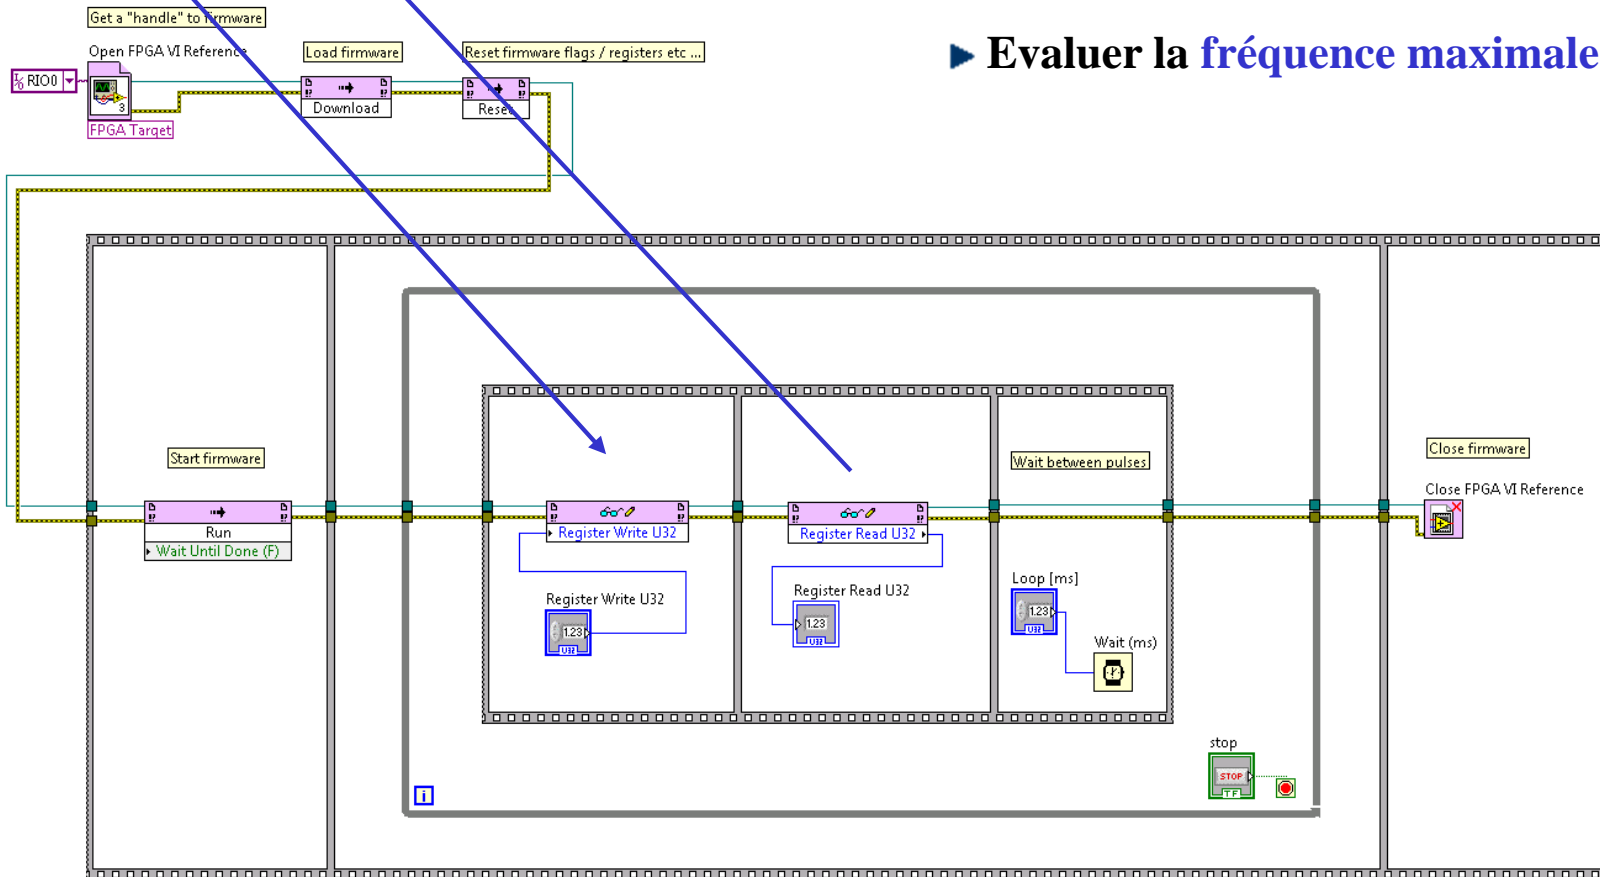 Get a "handle" to firmware
Open FPGA VI Reference
Load firmware
Reset firmware flags / registers etc ...
Evaluer la fréquence maximale
RIO0
3
Download
Reset
FPGA Target
Start firmware
Run
Wait Until Done (F)
Register Write U32
Register Write U32
1.23
U32
Register Read U32
Register Read U32
1.23
U32
Wait between pulses
Loop [ms]
1.23
U32
Wait (ms)
stop
STOP
TF
i
Close firmware
Close FPGA VI Reference